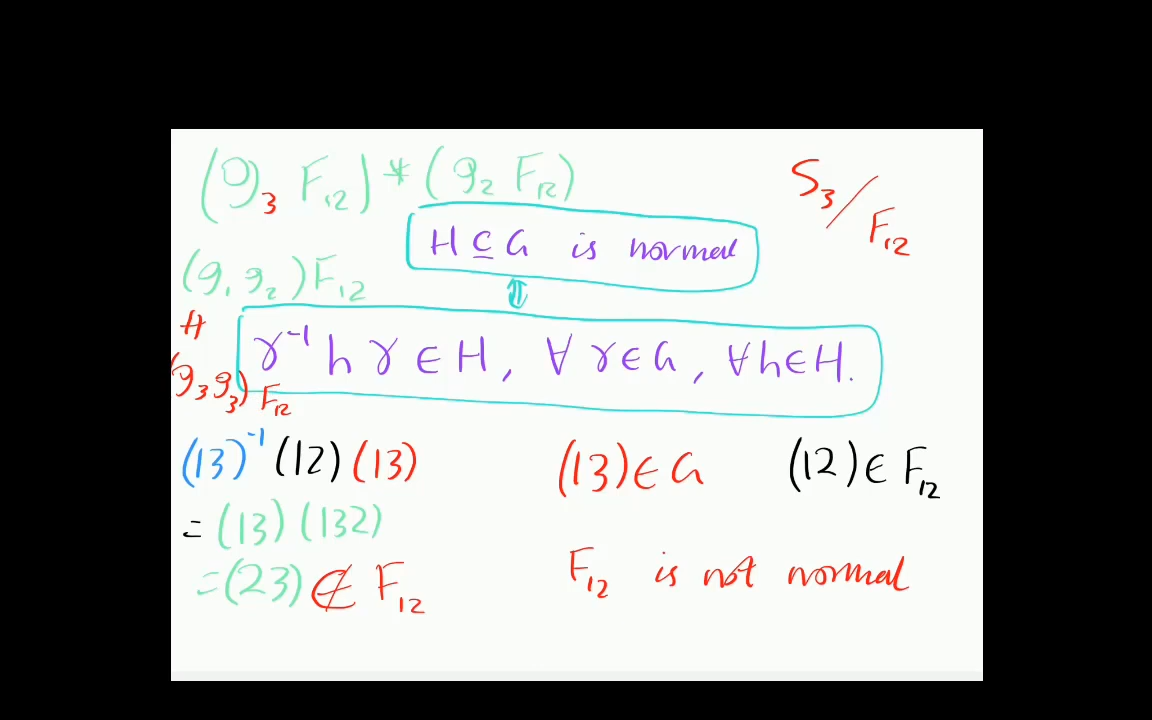 (g₃ F₁₂) * (g₂ F₁₂)
S₃/F₁₂
H ⊆ G is normal
(g₁ g₂) F₁₂
⇕
H
γ⁻¹ h γ ∈ H, ∀ γ ∈ G, ∀ h ∈ H.
(g₃ g₃) F₁₂
(13)⁻¹ (12) (13)
(13) ∈ G
(12) ∈ F₁₂
= (13) (132)
= (23) ∉ F₁₂
F₁₂ is not normal